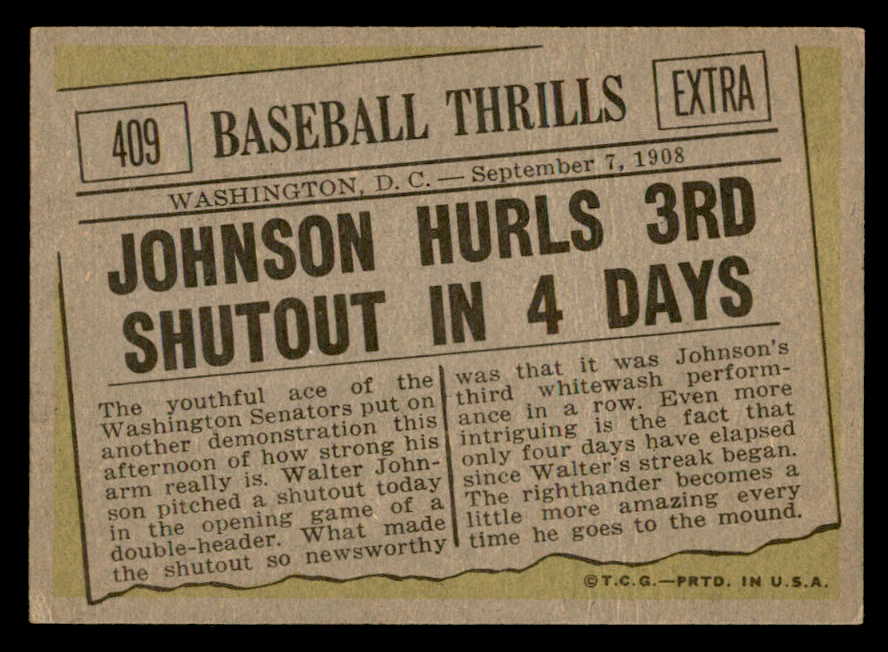 409
BASEBALL THRILLS
EXTRA
WASHINGTON, D. C. — September 7, 1908
JOHNSON HURLS 3RD
SHUTOUT IN 4 DAYS
The youthful ace of the
Washington Senators put on
another demonstration this
afternoon of how strong his
arm really is. Walter John-
son pitched a shutout today
in the opening game of a
double-header. What made
the shutout so newsworthy
was that it was Johnson's
third whitewash perform-
ance in a row. Even more
intriguing is the fact that
only four days have elapsed
since Walter's streak began.
The righthander becomes a
little more amazing every
time he goes to the mound.
©T.C.G.—PRTD. IN U.S.A.